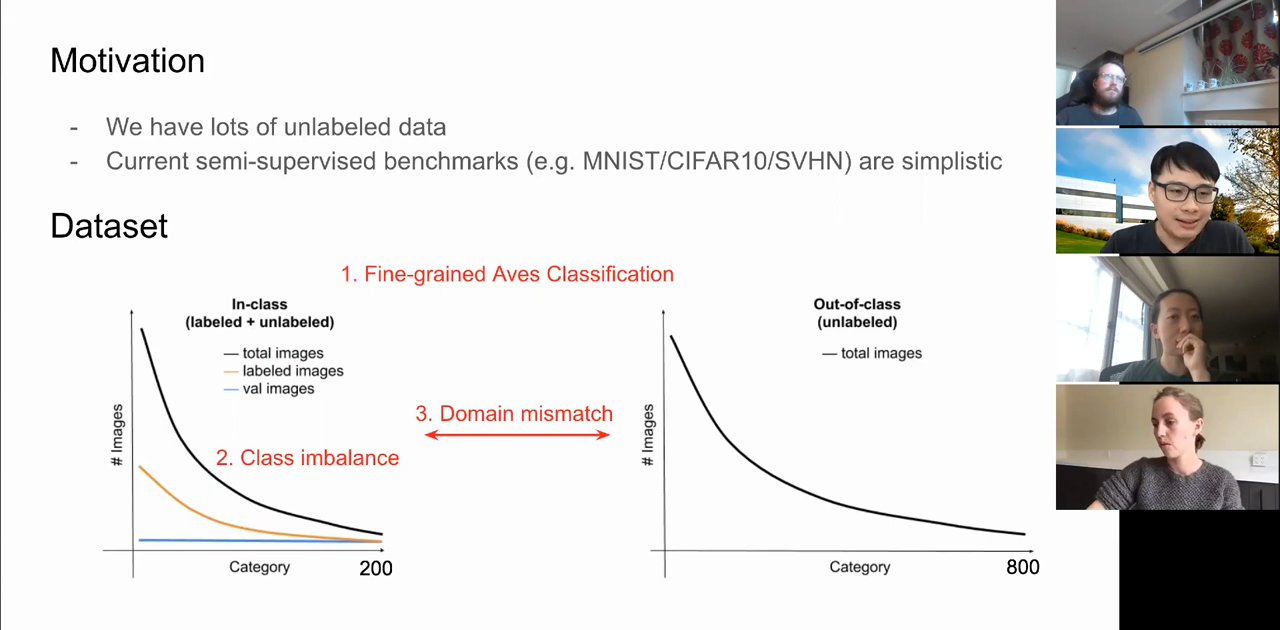 Motivation
- We have lots of unlabeled data
- Current semi-supervised benchmarks (e.g. MNIST/CIFAR10/SVHN) are simplistic
Dataset
1. Fine-grained Aves Classification
In-class
(labeled + unlabeled)
total images
labeled images
val images
# Images
2. Class imbalance
Category
200
3. Domain mismatch
Out-of-class
(unlabeled)
total images
# Images
Category
800